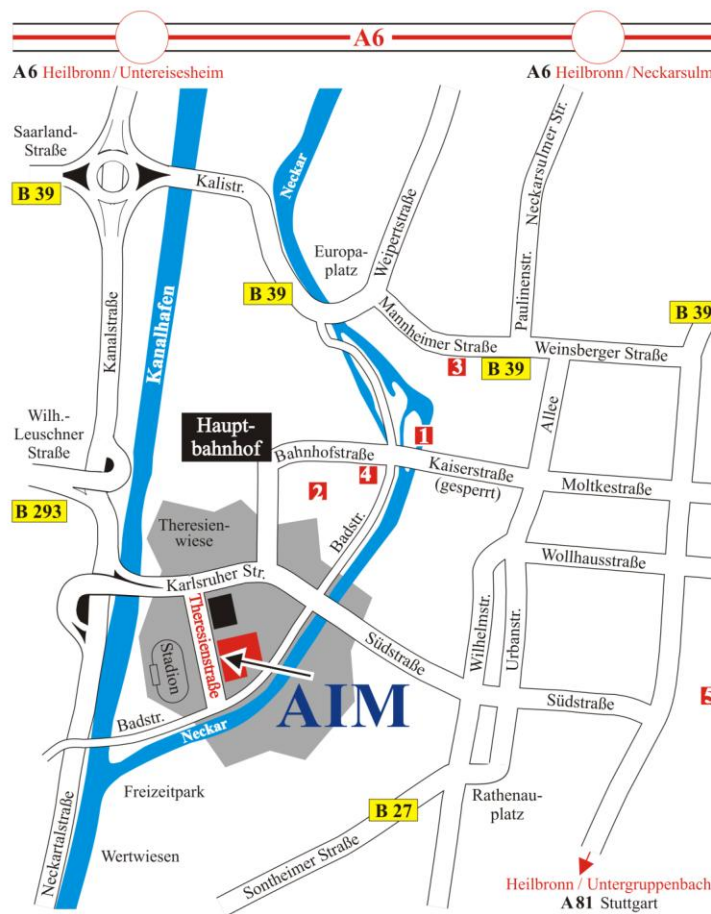 A6
A6 Heilbronn/Untereisesheim
A6 Heilbronn/Neckarsulm
Saarland-
Straße
B 39
Kalistr.
Neckar
Neckarsulmer Str.
Weipertstraße
Europa-
platz
Paulinenstr.
B 39
B 39
Kanalstraße
Kanalhafen
Mannheimer Straße
Weinsberger Straße
3
B 39
Allee
Wilh.-
Leuschner
Straße
Haupt-
bahnhof
1
Bahnhofstraße
Kaiserstraße
(gesperrt)
Moltkestraße
4
2
B 293
Theresien-
wiese
Badstr.
Wollhausstraße
Karlsruher Str.
Theresienstraße
Stadion
Südstraße
Wilhelmstr.
Urbanstr.
AIM
Südstraße
5
Badstr.
Neckar
Freizeitpark
Rathenau-
platz
B 27
Neckartalstraße
Wertwiesen
Sontheimer Straße
Heilbronn / Untergruppenbach
A 81 Stuttgart